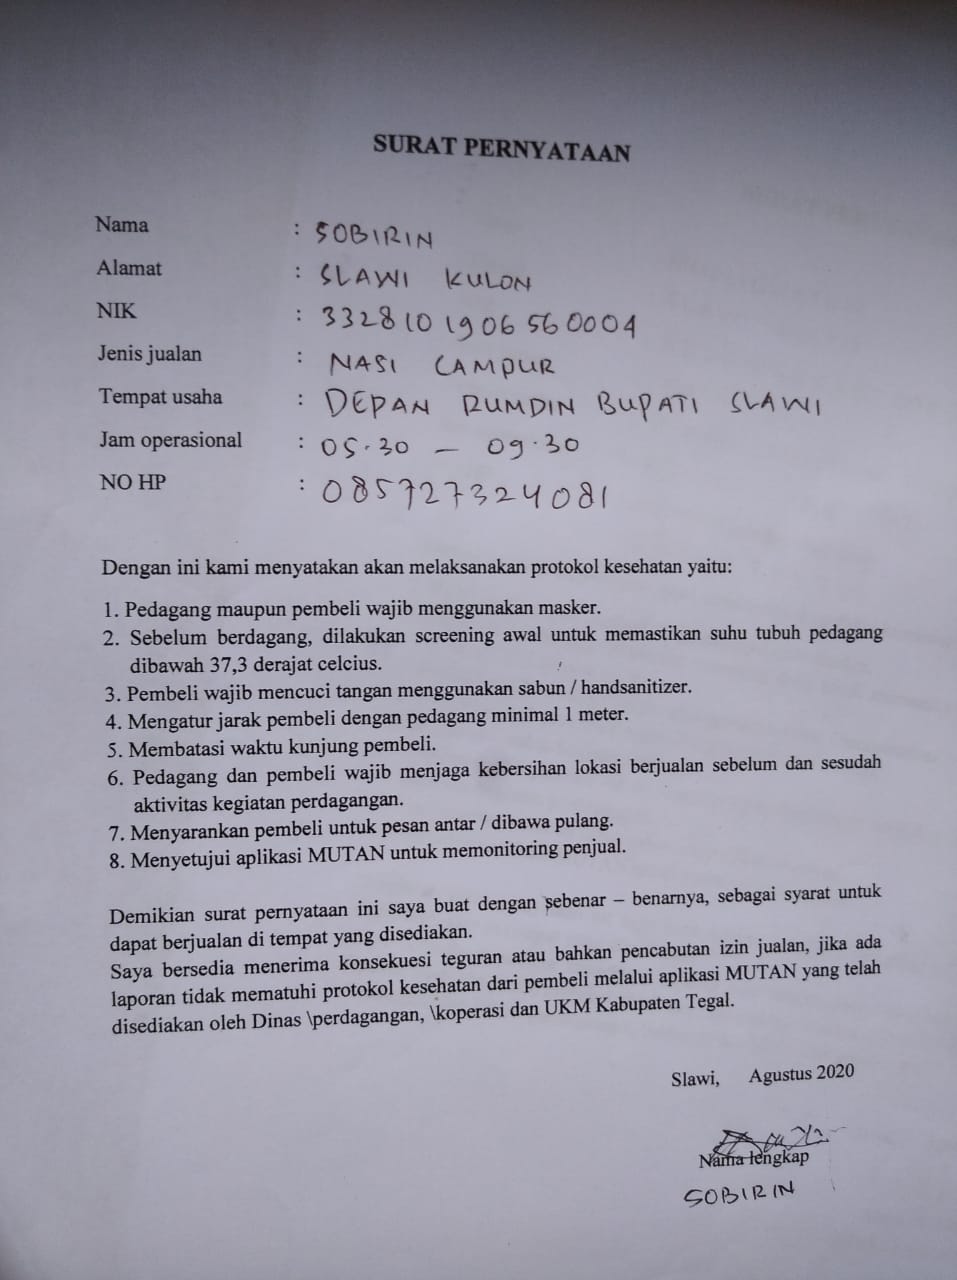 SURAT PERNYATAAN
Nama : SOBIRIN
Alamat : SLAWI KULON
NIK : 3328101906560004
Jenis jualan : NASI CAMPUR
Tempat usaha : DEPAN RUMDIN BUPATI SLAWI
Jam operasional : 05.30 – 09.30
NO HP : 085727324081
Dengan ini kami menyatakan akan melaksanakan protokol kesehatan yaitu:
1. Pedagang maupun pembeli wajib menggunakan masker.
2. Sebelum berdagang, dilakukan screening awal untuk memastikan suhu tubuh pedagang
dibawah 37,3 derajat celcius.
3. Pembeli wajib mencuci tangan menggunakan sabun / handsanitizer.
4. Mengatur jarak pembeli dengan pedagang minimal 1 meter.
5. Membatasi waktu kunjung pembeli.
6. Pedagang dan pembeli wajib menjaga kebersihan lokasi berjualan sebelum dan sesudah
aktivitas kegiatan perdagangan.
7. Menyarankan pembeli untuk pesan antar / dibawa pulang.
8. Menyetujui aplikasi MUTAN untuk memonitoring penjual.
Demikian surat pernyataan ini saya buat dengan sebenar – benarnya, sebagai syarat untuk
dapat berjualan di tempat yang disediakan.
Saya bersedia menerima konsekuesi teguran atau bahkan pencabutan izin jualan, jika ada
laporan tidak mematuhi protokol kesehatan dari pembeli melalui aplikasi MUTAN yang telah
disediakan oleh Dinas \perdagangan, \koperasi dan UKM Kabupaten Tegal.
Slawi, Agustus 2020
Nama lengkap
SOBIRIN